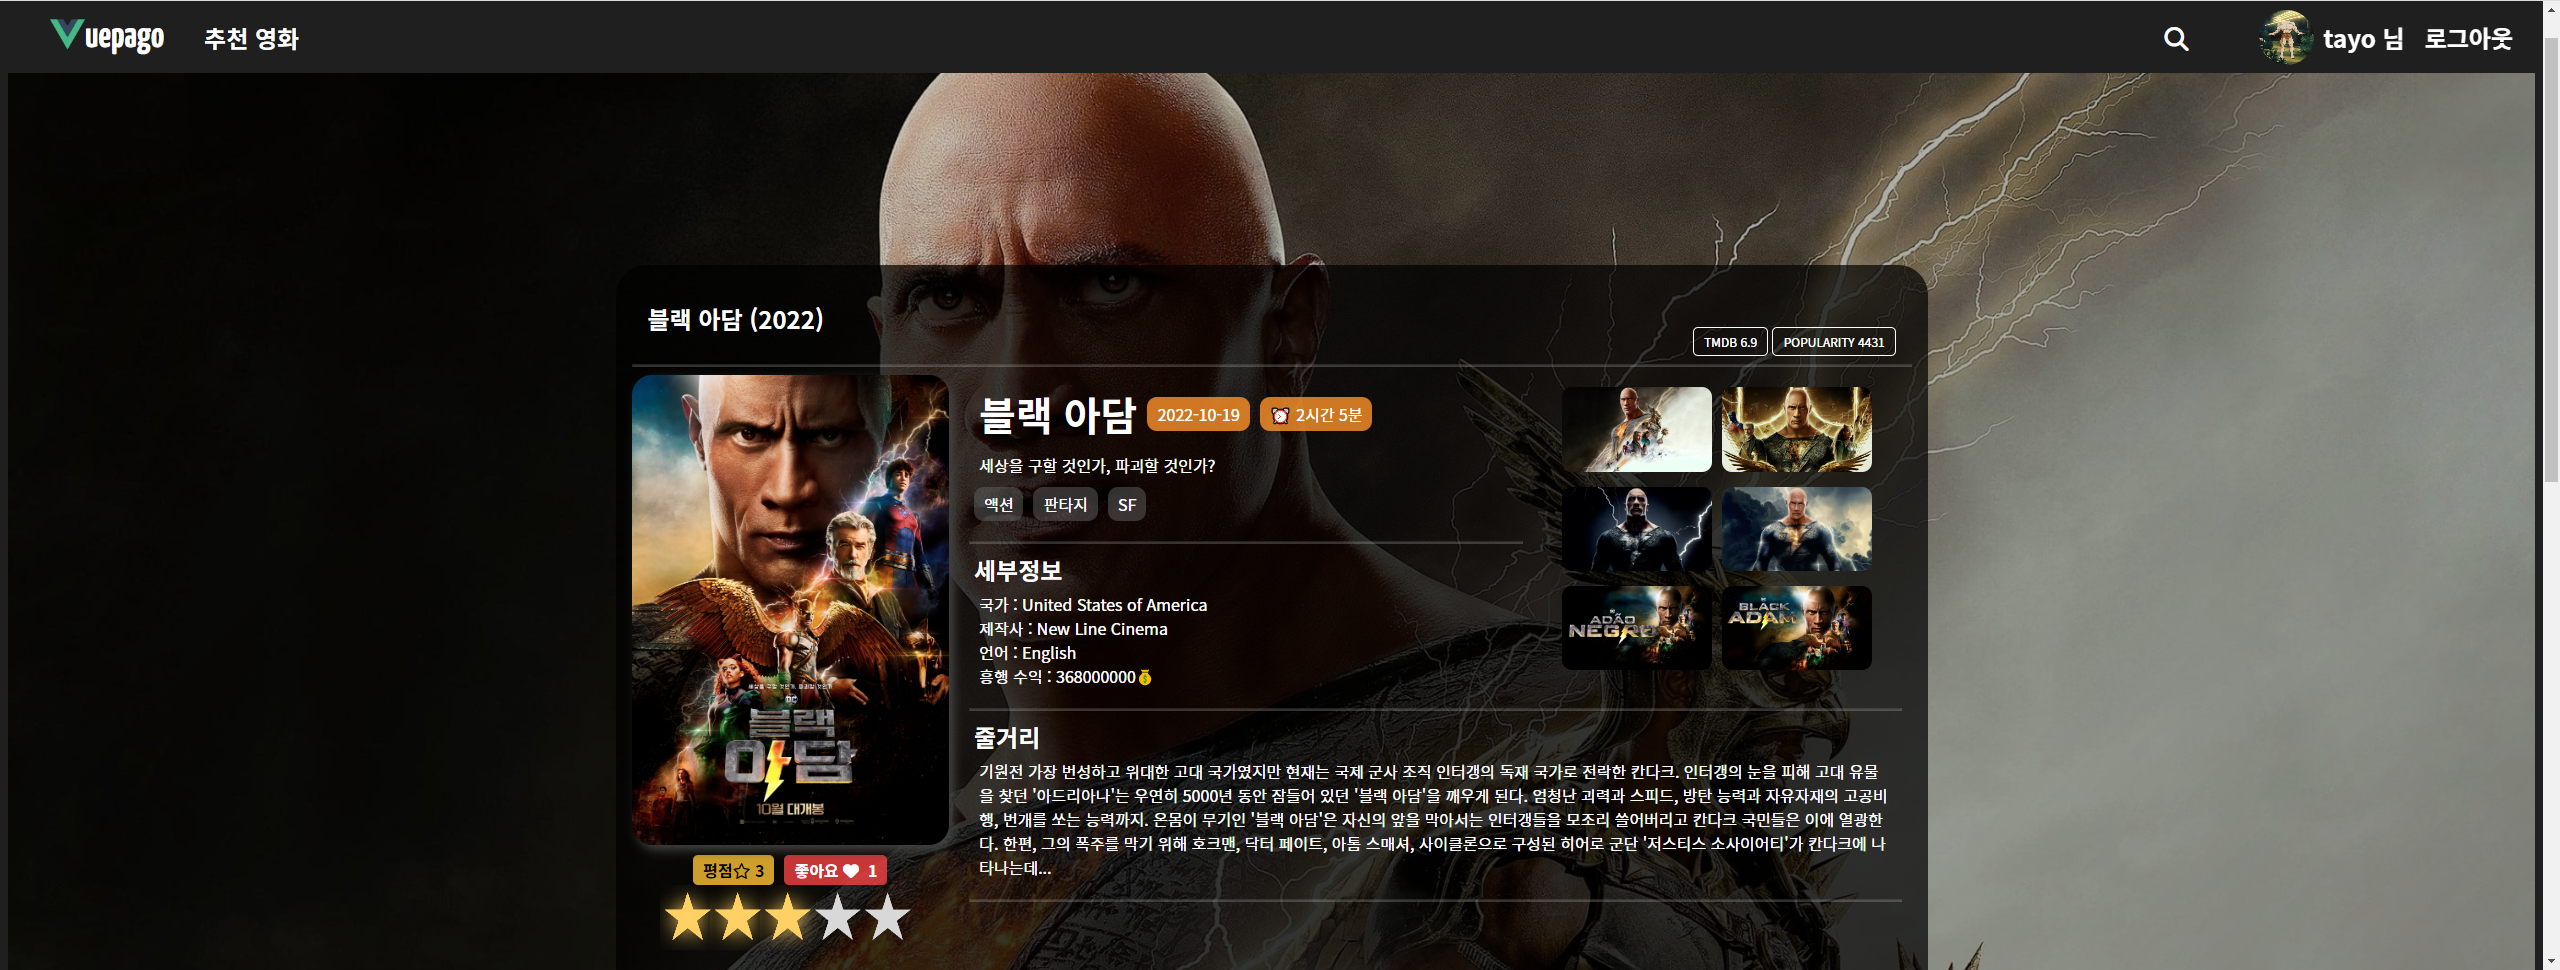 Vuepago 추천 영화 tayo 님 로그아웃
블랙 아담 (2022)
TMDB 6.9 POPULARITY 4431
블랙 아담 2022-10-19 ⏰ 2시간 5분
세상을 구할 것인가, 파괴할 것인가?
액션 판타지 SF
세부정보
국가 : United States of America
제작사 : New Line Cinema
언어 : English
흥행 수익 : 368000000💰
ADÃO
NEGRO
BLACK
ADAM
세상을 구할 것인가, 파괴할 것인가
DC
블랙
아담
10월 대개봉
줄거리
기원전 가장 번성하고 위대한 고대 국가였지만 현재는 국제 군사 조직 인터갱의 독재 국가로 전락한 칸다크. 인터갱의 눈을 피해 고대 유물
을 찾던 '아드리아나'는 우연히 5000년 동안 잠들어 있던 '블랙 아담'을 깨우게 된다. 엄청난 괴력과 스피드, 방탄 능력과 자유자재의 고공비
행, 번개를 쏘는 능력까지. 온몸이 무기인 '블랙 아담'은 자신의 앞을 막아서는 인터갱들을 모조리 쓸어버리고 칸다크 국민들은 이에 열광한
다. 한편, 그의 폭주를 막기 위해 호크맨, 닥터 페이트, 아톰 스매셔, 사이클론으로 구성된 히어로 군단 '저스티스 소사이어티'가 칸다크에 나
타나는데...
평점☆ 3 좋아요 ♥ 1